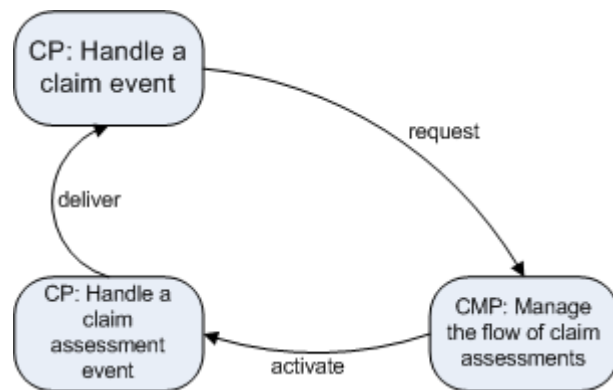 CP: Handle a
claim event
request
deliver
CP: Handle a
claim
assessment
event
CMP: Manage
the flow of claim
assessments
activate